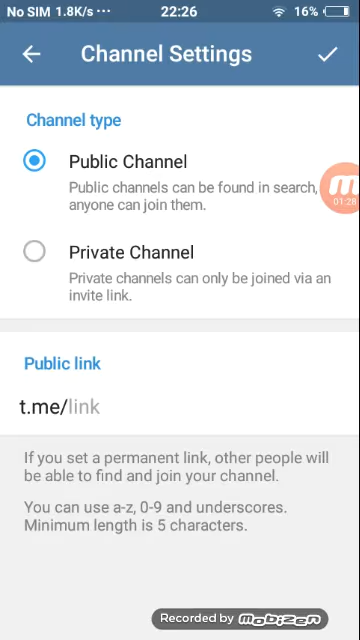 No SIM 1.8K/s ··· 22:26 16%
Channel Settings
Channel type
Public Channel
Public channels can be found in search,
anyone can join them.
01:28
Private Channel
Private channels can only be joined via an
invite link.
Public link
t.me/link
If you set a permanent link, other people will
be able to find and join your channel.
You can use a-z, 0-9 and underscores.
Minimum length is 5 characters.
Recorded by mobizen